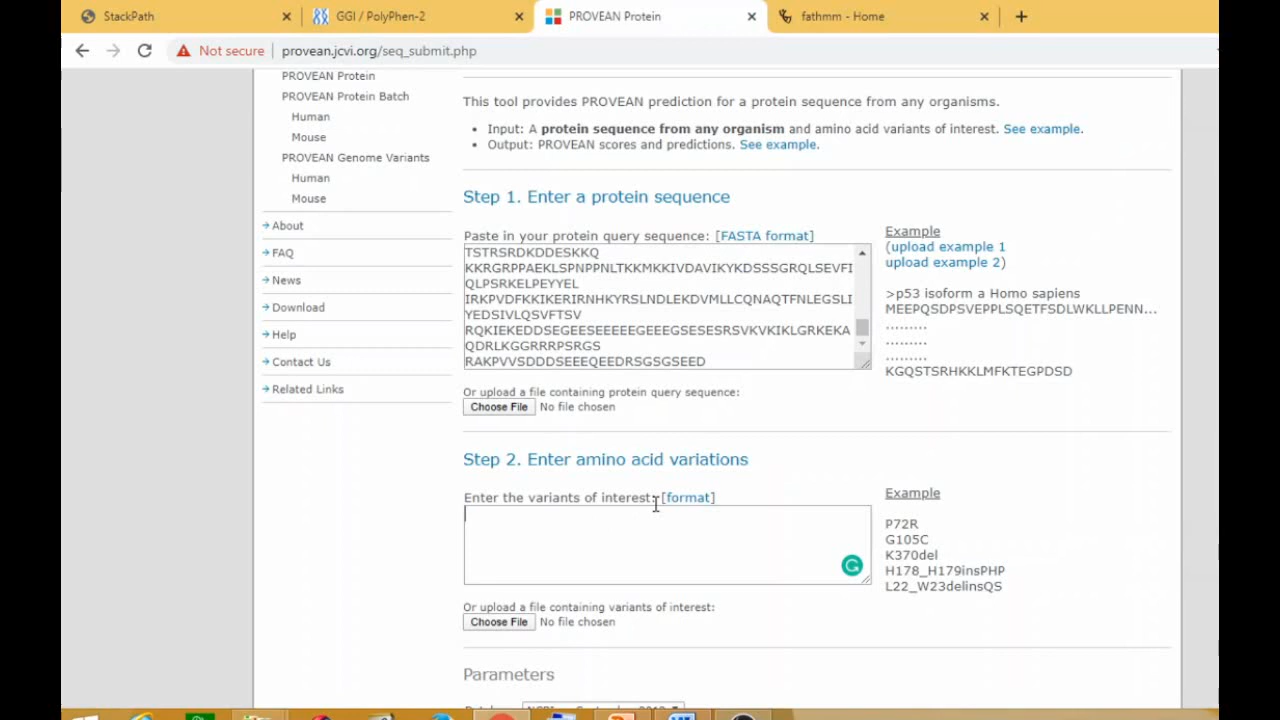 StackPath
GGI / PolyPhen-2
PROVEAN Protein
fathmm - Home
Not secure
provean.jcvi.org/seq_submit.php
PROVEAN Protein
PROVEAN Protein Batch
Human
Mouse
PROVEAN Genome Variants
Human
Mouse
About
FAQ
News
Download
Help
Contact Us
Related Links
This tool provides PROVEAN prediction for a protein sequence from any organisms.
• Input: A protein sequence from any organism and amino acid variants of interest. See example.
• Output: PROVEAN scores and predictions. See example.
Step 1. Enter a protein sequence
Paste in your protein query sequence: [FASTA format]
TSTRSRDKDDESKKQ
KKRGRPPAEKLSPNPPNLTKKMKKIVDAVIKYKDSSSGRQLSEVFI
QLPSRKELPEYYEL
IRKPVDFKKIKERIRNHKYRSLNDLEKDVMLLCQNAQTFNLEGSLI
YEDSIVLQSVFTSV
RQKIEKEDDSEGEESEEEEEGEEEGSESESRSVKVKIKLGRKEKA
QDRLKGGRRRPSRGS
RAKPVVSDDDSEEEQEEDRSGSGSEED
Or upload a file containing protein query sequence:
Choose File No file chosen
Example
(upload example 1
upload example 2)
>p53 isoform a Homo sapiens
MEEPQSDPSVEPPLSQETFSDLWKLLPENN...
.........
.........
.........
KGQSTSRHKKLMFKTEGPDSD
Step 2. Enter amino acid variations
Enter the variants of interest: [format]
Or upload a file containing variants of interest:
Choose File No file chosen
Example
P72R
G105C
K370del
H178_H179insPHP
L22_W23delinsQS
Parameters